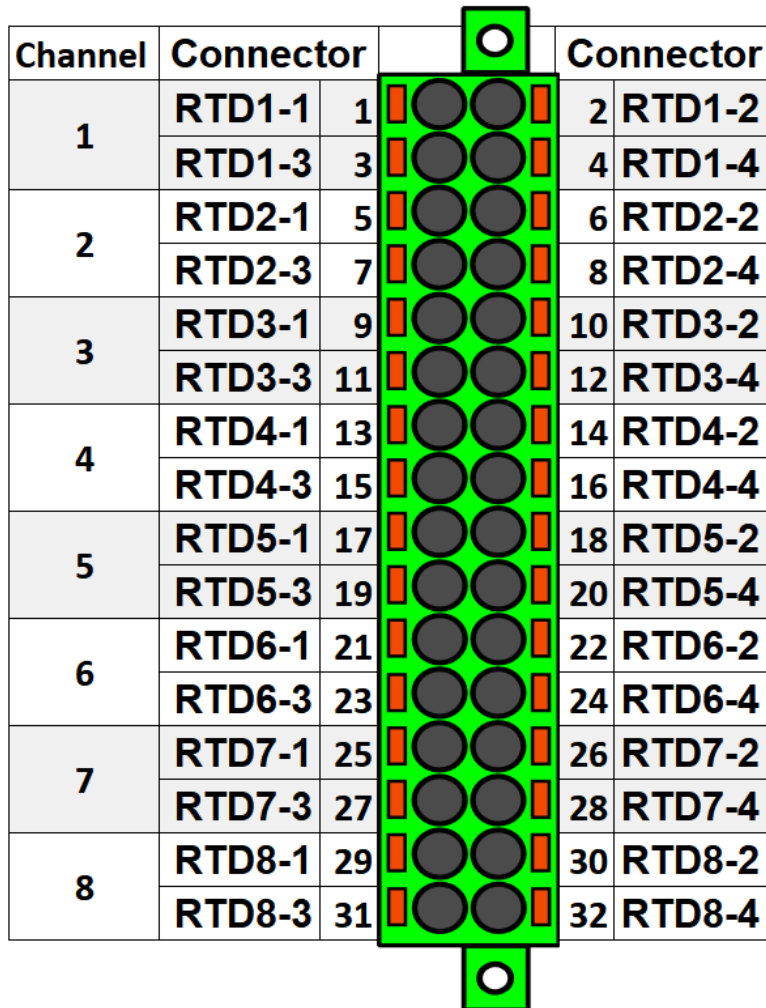 Channel Connector Connector
1 RTD1-1 1 2 RTD1-2
RTD1-3 3 4 RTD1-4
2 RTD2-1 5 6 RTD2-2
RTD2-3 7 8 RTD2-4
3 RTD3-1 9 10 RTD3-2
RTD3-3 11 12 RTD3-4
4 RTD4-1 13 14 RTD4-2
RTD4-3 15 16 RTD4-4
5 RTD5-1 17 18 RTD5-2
RTD5-3 19 20 RTD5-4
6 RTD6-1 21 22 RTD6-2
RTD6-3 23 24 RTD6-4
7 RTD7-1 25 26 RTD7-2
RTD7-3 27 28 RTD7-4
8 RTD8-1 29 30 RTD8-2
RTD8-3 31 32 RTD8-4